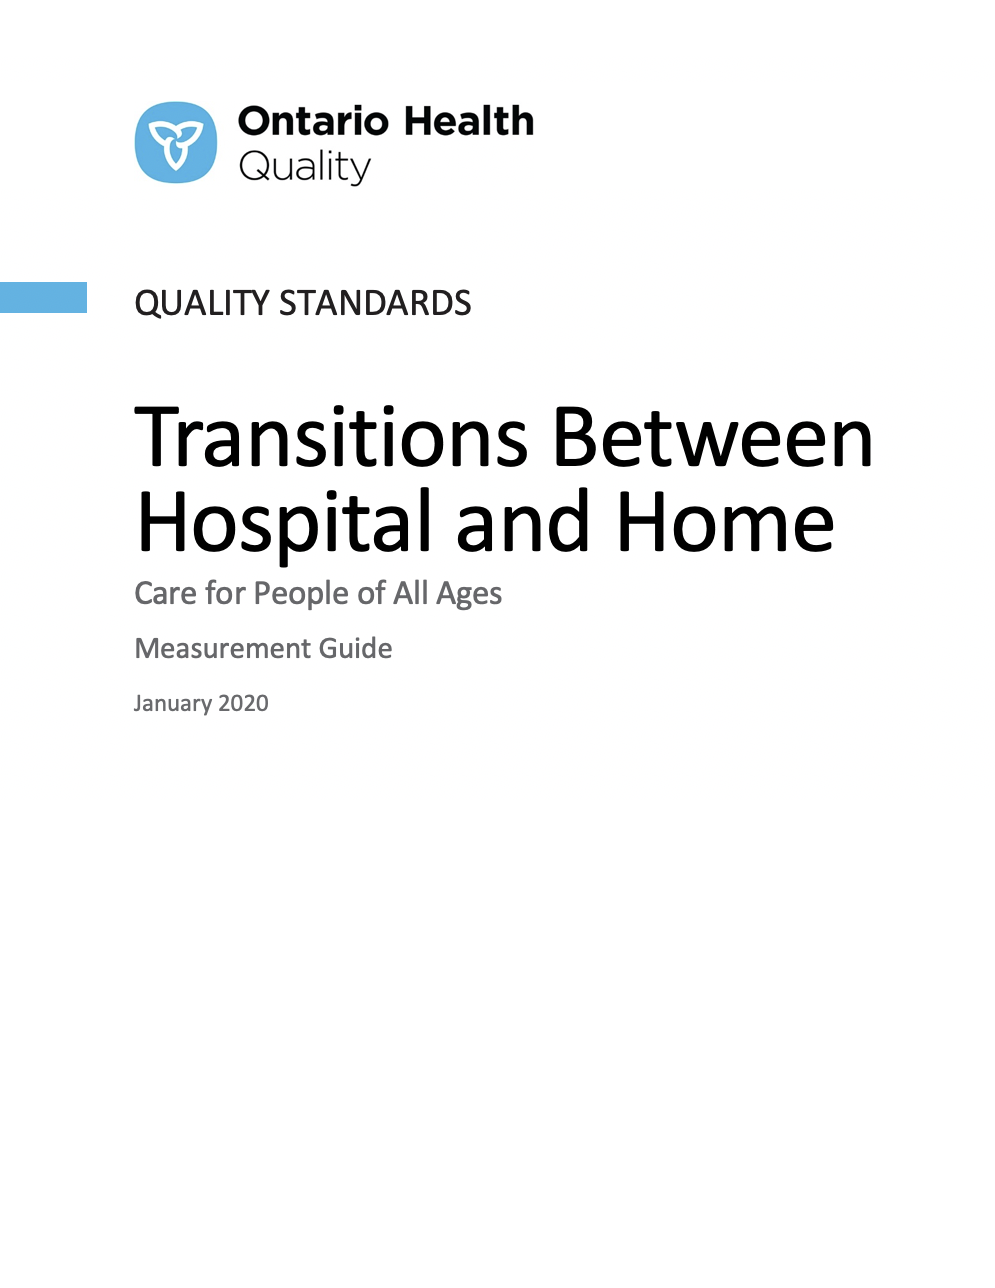 Ontario Health
Quality
QUALITY STANDARDS
Transitions Between
Hospital and Home
Care for People of All Ages
Measurement Guide
January 2020